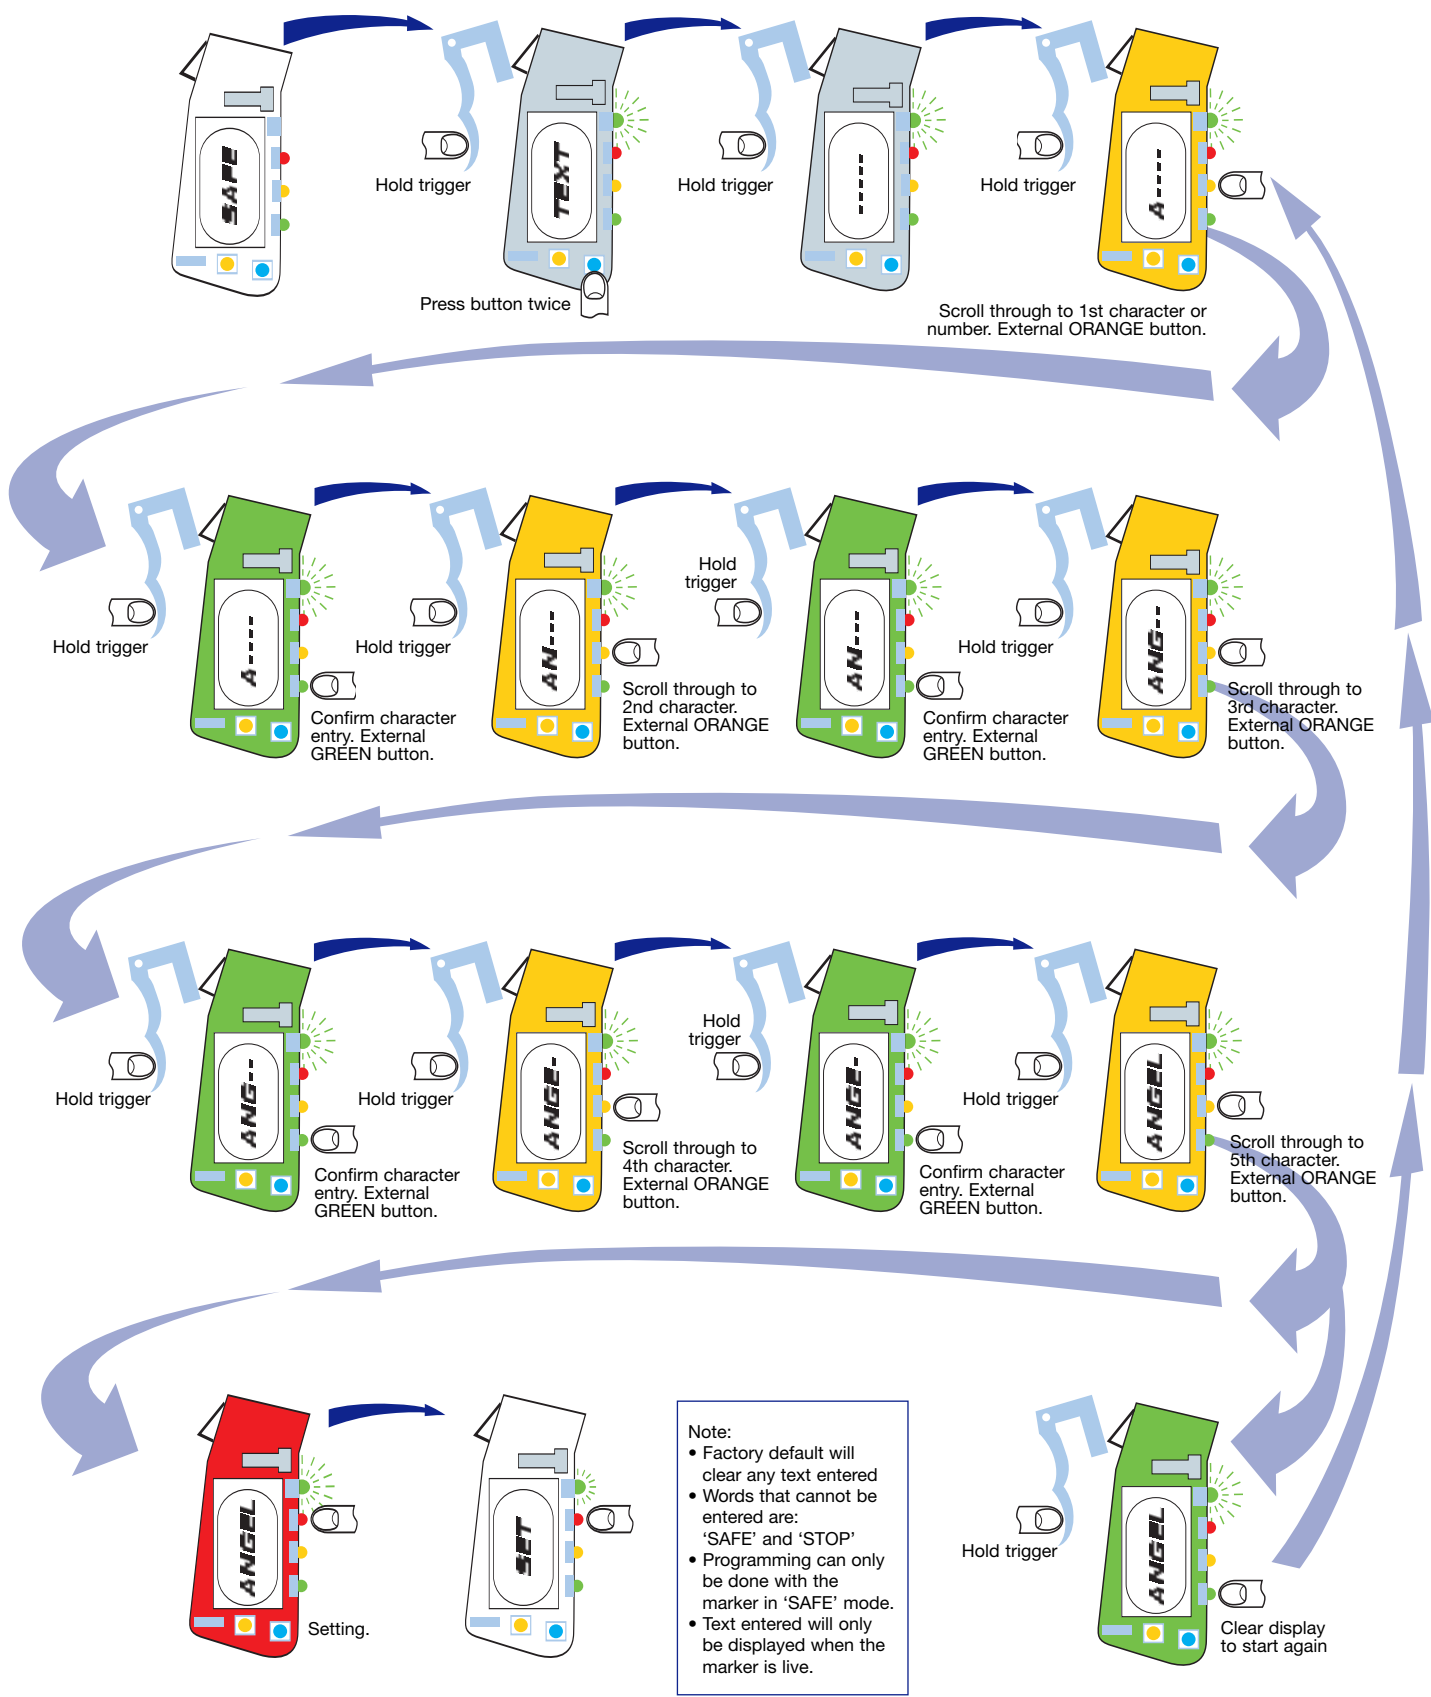 SAFE
Hold trigger
TEXT
Press button twice
Hold trigger
-----
Hold trigger
A----
Scroll through to 1st character or
number. External ORANGE button.
Hold trigger
A----
Confirm character
entry. External
GREEN button.
Hold trigger
AN---
Scroll through to
2nd character.
External ORANGE
button.
Hold
trigger
AN---
Confirm character
entry. External
GREEN button.
Hold trigger
ANG--
Scroll through to
3rd character.
External ORANGE
button.
Hold trigger
ANG--
Confirm character
entry. External
GREEN button.
Hold trigger
ANGE-
Scroll through to
4th character.
External ORANGE
button.
Hold
trigger
ANGE-
Confirm character
entry. External
GREEN button.
Hold trigger
ANGEL
Scroll through to
5th character.
External ORANGE
button.
ANGEL
Setting.
SET
Note:
• Factory default will
clear any text entered
• Words that cannot be
entered are:
‘SAFE’ and ‘STOP’
• Programming can only
be done with the
marker in ‘SAFE’ mode.
• Text entered will only
be displayed when the
marker is live.
Hold trigger
ANGEL
Clear display
to start again